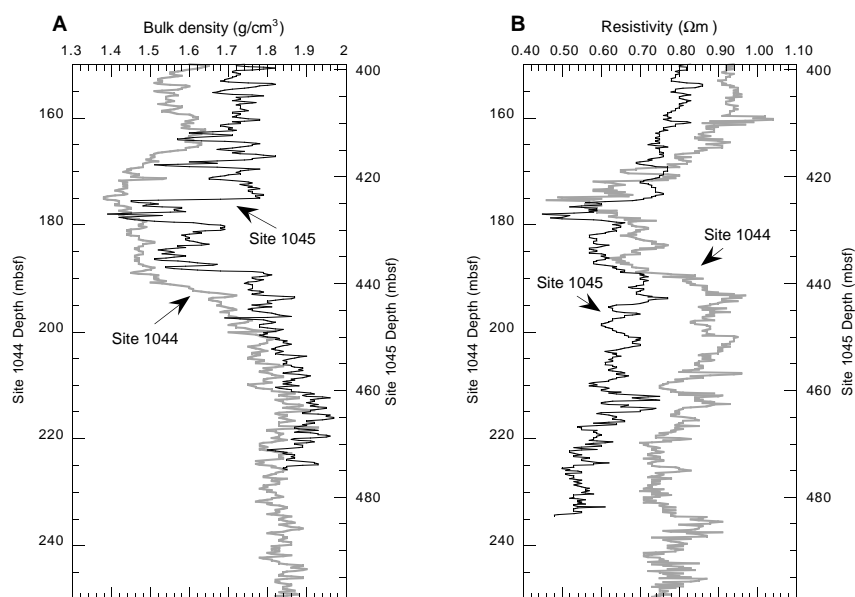 A
Bulk density (g/cm³)
1.3 1.4 1.5 1.6 1.7 1.8 1.9 2
160
180
200
220
240
Site 1044 Depth (mbsf)
400
420
440
460
480
Site 1045 Depth (mbsf)
Site 1045
Site 1044
B
Resistivity (Ωm )
0.40 0.50 0.60 0.70 0.80 0.90 1.00 1.10
160
180
200
220
240
Site 1044 Depth (mbsf)
400
420
440
460
480
Site 1045 Depth (mbsf)
Site 1044
Site 1045